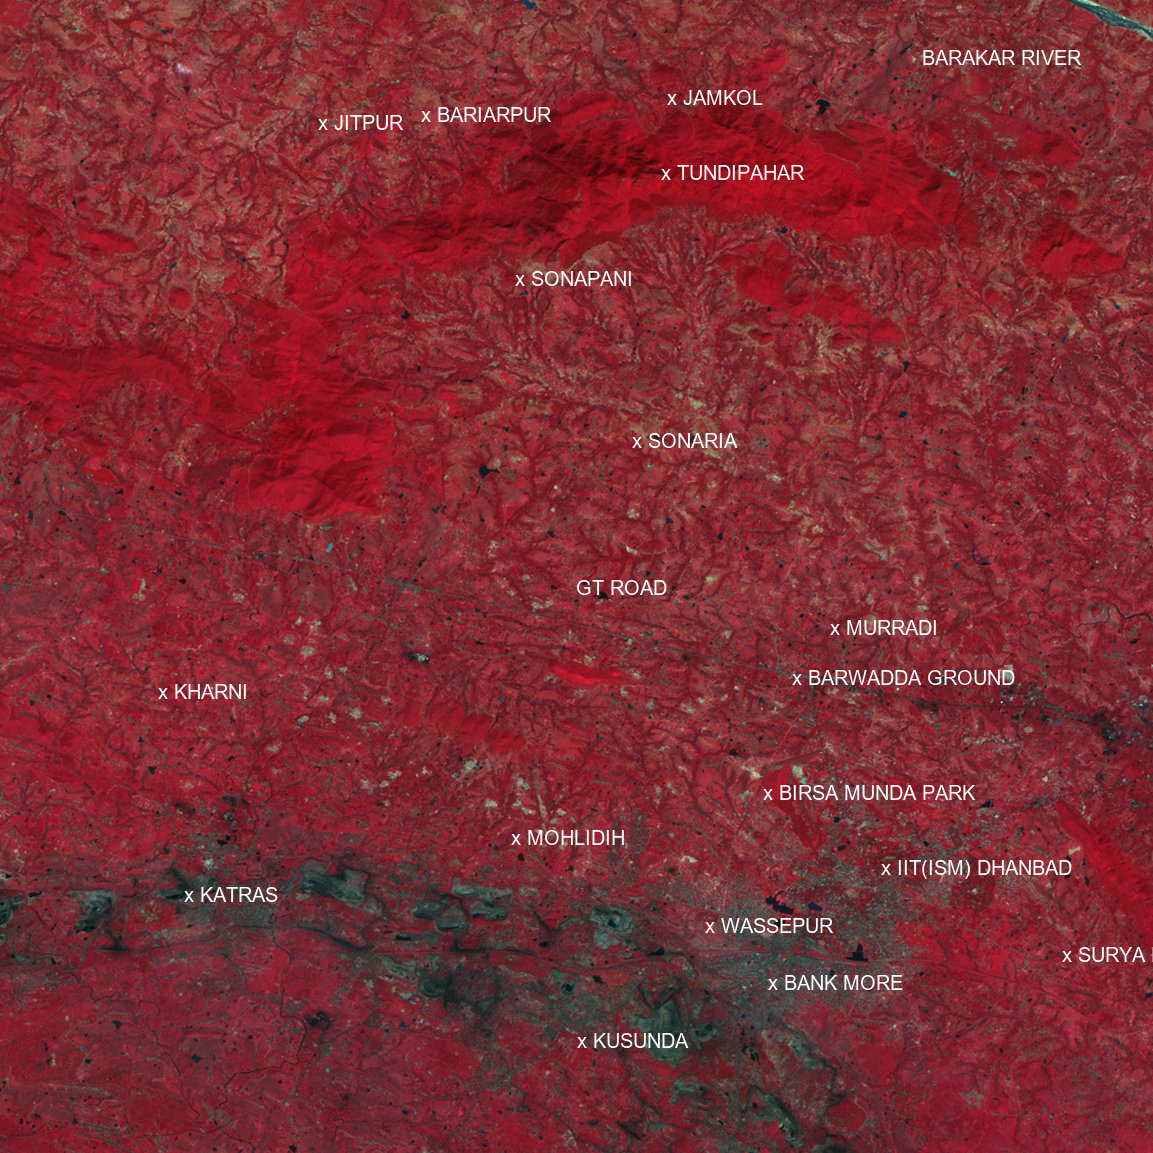 BARAKAR RIVER
x JAMKOL
x BARIARPUR
x JITPUR
x TUNDIPAHAR
x SONAPANI
x SONARIA
GT ROAD
x MURRADI
x BARWADDA GROUND
x KHARNI
x BIRSA MUNDA PARK
x MOHLIDIH
x IIT(ISM) DHANBAD
x KATRAS
x WASSEPUR
x SURYA
x BANK MORE
x KUSUNDA